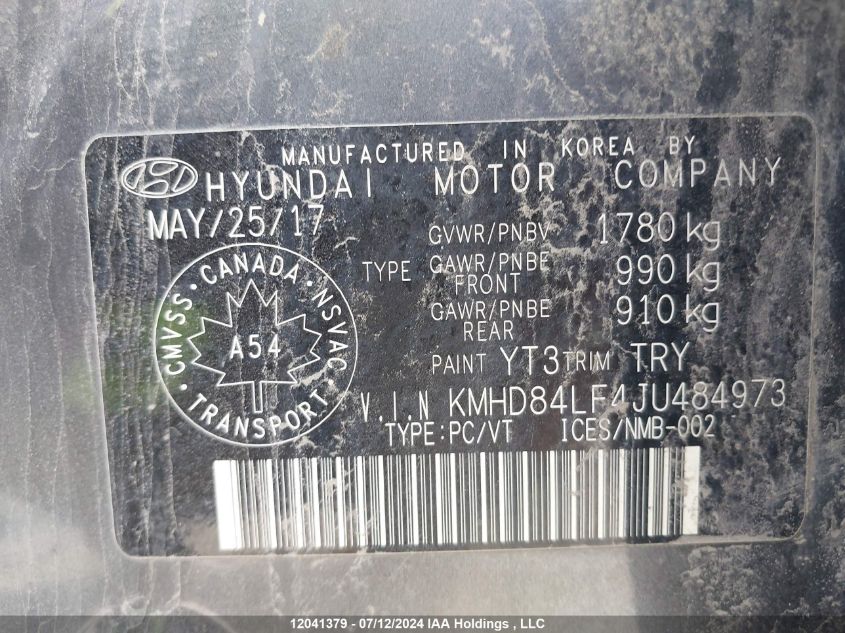 MANUFACTURED IN KOREA BY
HYUNDAI MOTOR COMPANY
MAY/25/17
GVWR/PNBV 1780 kg
TYPE GAWR/PNBE FRONT 990 kg
GAWR/PNBE REAR 910 kg
CMVSS · CANADA · NSVAC
A54
· TRANSPORT ·
PAINT YT3 TRIM TRY
V.I.N KMHD84LF4JU484973
TYPE:PC/VT ICES/NMB-002
12041379 - 07/12/2024 IAA Holdings , LLC